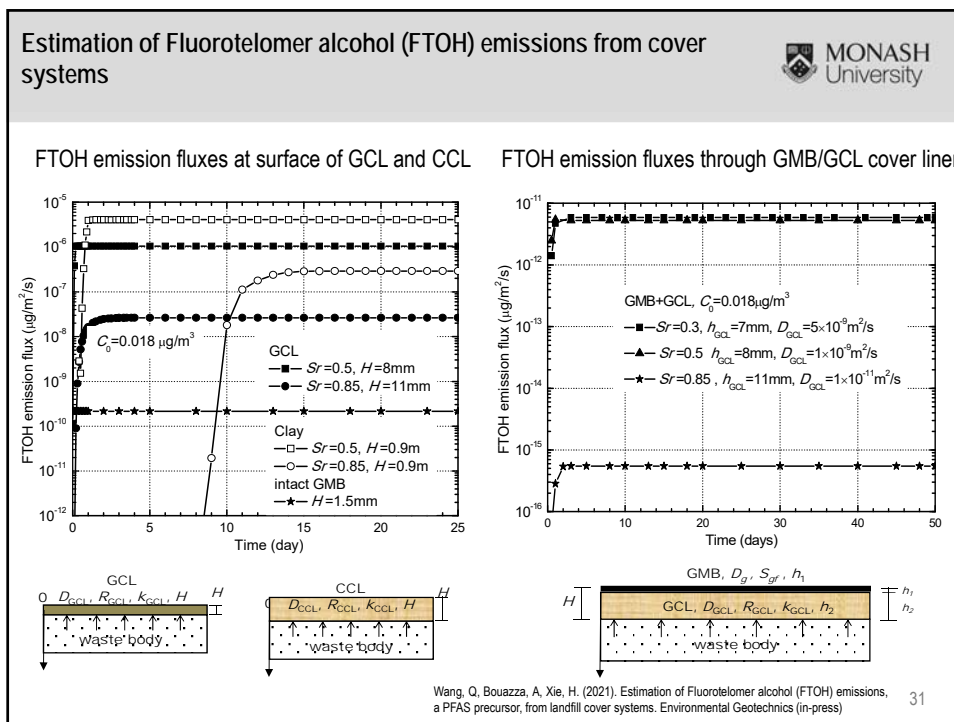 Estimation of Fluorotelomer alcohol (FTOH) emissions from cover
systems
MONASH
University
FTOH emission fluxes at surface of GCL and CCL
FTOH emission flux (μg/m²/s)
10⁻⁵
10⁻⁶
10⁻⁷
10⁻⁸
10⁻⁹
10⁻¹⁰
10⁻¹¹
10⁻¹²
C₀=0.018 μg/m³
GCL
Sr=0.5, H=8mm
Sr=0.85, H=11mm
Clay
Sr=0.5, H=0.9m
Sr=0.85, H=0.9m
intact GMB
H=1.5mm
0 5 10 15 20 25
Time (day)
FTOH emission fluxes through GMB/GCL cover liner
FTOH emission flux (μg/m²/s)
10⁻¹¹
10⁻¹²
10⁻¹³
10⁻¹⁴
10⁻¹⁵
10⁻¹⁶
GMB+GCL, C₀=0.018μg/m³
Sr=0.3, h_GCL=7mm, D_GCL=5×10⁻⁹m²/s
Sr=0.5 h_GCL=8mm, D_GCL=1×10⁻⁹m²/s
Sr=0.85 , h_GCL=11mm, D_GCL=1×10⁻¹¹m²/s
0 10 20 30 40 50
Time (days)
GCL
0
D_GCL, R_GCL, k_GCL, H
H
waste body
CCL
0
D_CCL, R_CCL, k_CCL, H
H
waste body
GMB, D_g, S_gf, h₁
H
GCL, D_GCL, R_GCL, k_GCL, h₂
h₁
h₂
waste body
0
Wang, Q, Bouazza, A, Xie, H. (2021). Estimation of Fluorotelomer alcohol (FTOH) emissions,
a PFAS precursor, from landfill cover systems. Environmental Geotechnics (in-press)
31